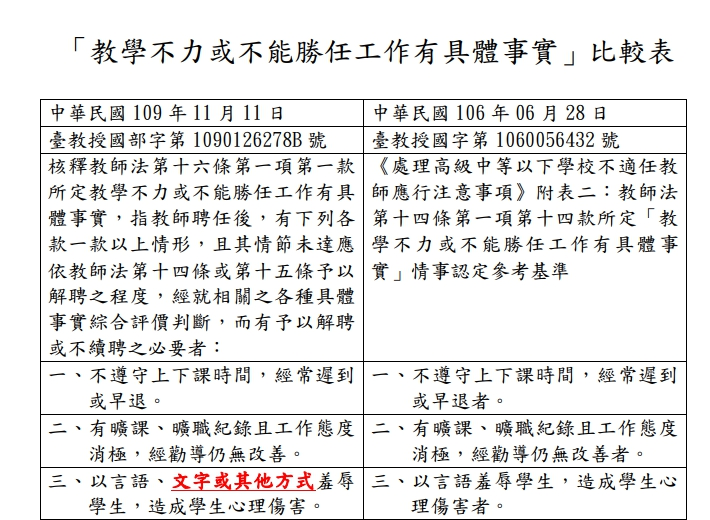 「教學不力或不能勝任工作有具體事實」比較表
中華民國 109 年 11 月 11 日
臺教授國部字第 1090126278B 號
核釋教師法第十六條第一項第一款
所定教學不力或不能勝任工作有具
體事實，指教師聘任後，有下列各
款一款以上情形，且其情節未達應
依教師法第十四條或第十五條予以
解聘之程度，經就相關之各種具體
事實綜合評價判斷，而有予以解聘
或不續聘之必要者：
一、不遵守上下課時間，經常遲到
或早退。
二、有曠課、曠職紀錄且工作態度
消極，經勸導仍無改善。
三、以言語、文字或其他方式羞辱
學生，造成學生心理傷害。
中華民國 106 年 06 月 28 日
臺教授國字第 1060056432 號
《處理高級中等以下學校不適任教
師應行注意事項》附表二：教師法
第十四條第一項第十四款所定「教
學不力或不能勝任工作有具體事
實」情事認定參考基準
一、不遵守上下課時間，經常遲到
或早退者。
二、有曠課、曠職紀錄且工作態度
消極，經勸導仍無改善者。
三、以言語羞辱學生，造成學生心
理傷害者。